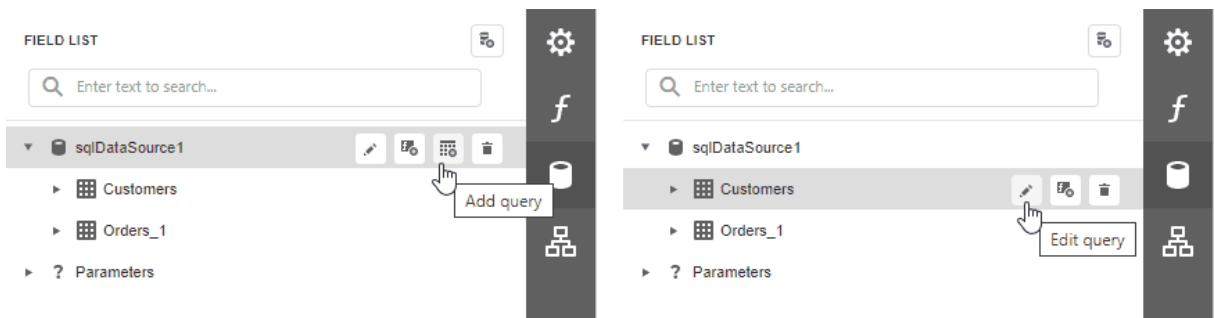 FIELD LIST
Enter text to search...
sqlDataSource1
Add query
Customers
Orders_1
? Parameters
f
FIELD LIST
Enter text to search...
sqlDataSource1
Customers
Edit query
Orders_1
? Parameters
f